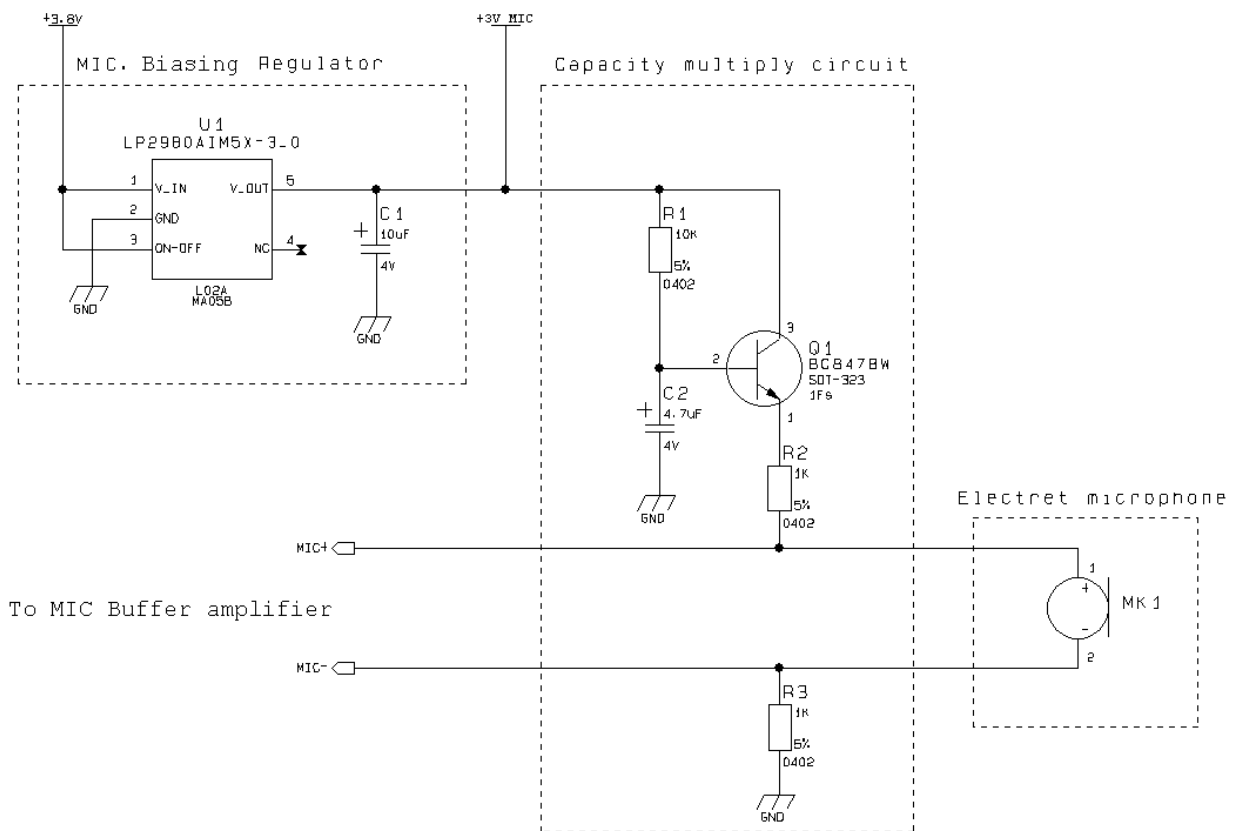 +3.8V
+3V MIC
MIC. Biasing Regulator
Capacity multiply circuit
U1
LP2980AIM5X-3_0
1
V_IN
V_OUT
5
2
GND
3
ON-OFF
NC
4
L02A
MA05B
GND
C1
+
10uF
4V
GND
R1
10K
5%
0402
3
2
Q1
BC847BW
SOT-323
1Fs
1
C2
+
4.7uF
4V
GND
R2
1K
5%
0402
Electret microphone
MIC+
1
+
MK1
-
2
To MIC Buffer amplifier
MIC-
R3
1K
5%
0402
GND